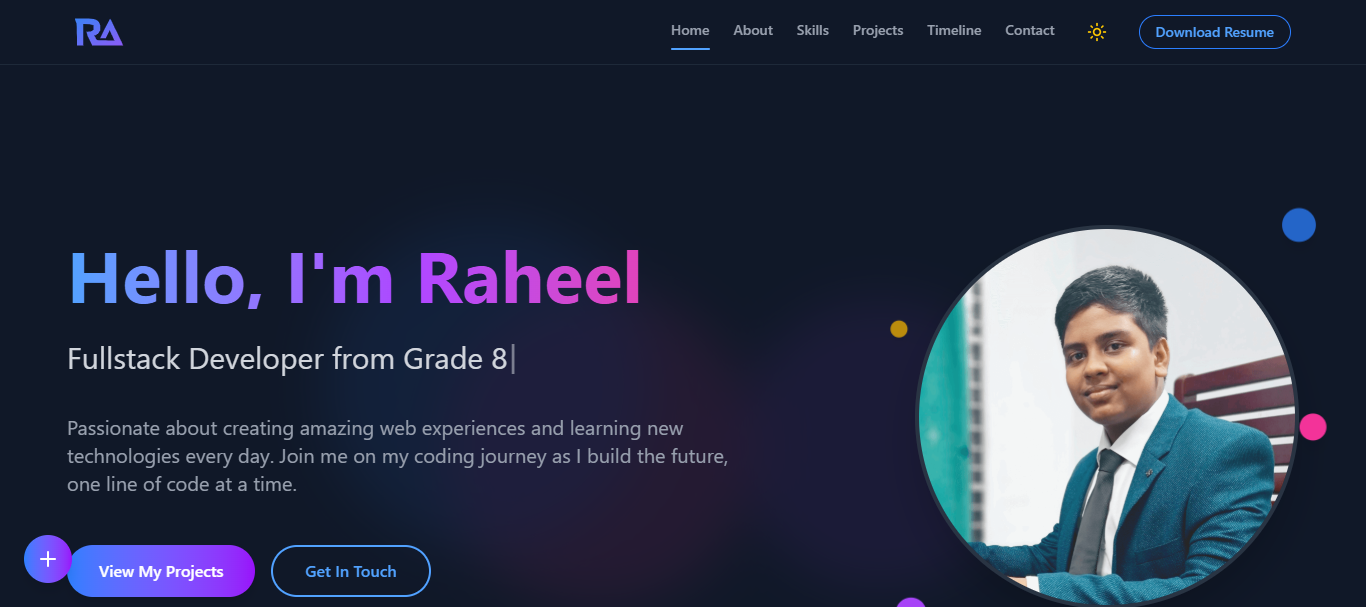 RA
Home About Skills Projects Timeline Contact Download Resume
Hello, I'm Raheel
Fullstack Developer from Grade 8|
Passionate about creating amazing web experiences and learning new
technologies every day. Join me on my coding journey as I build the future,
one line of code at a time.
+ View My Projects Get In Touch